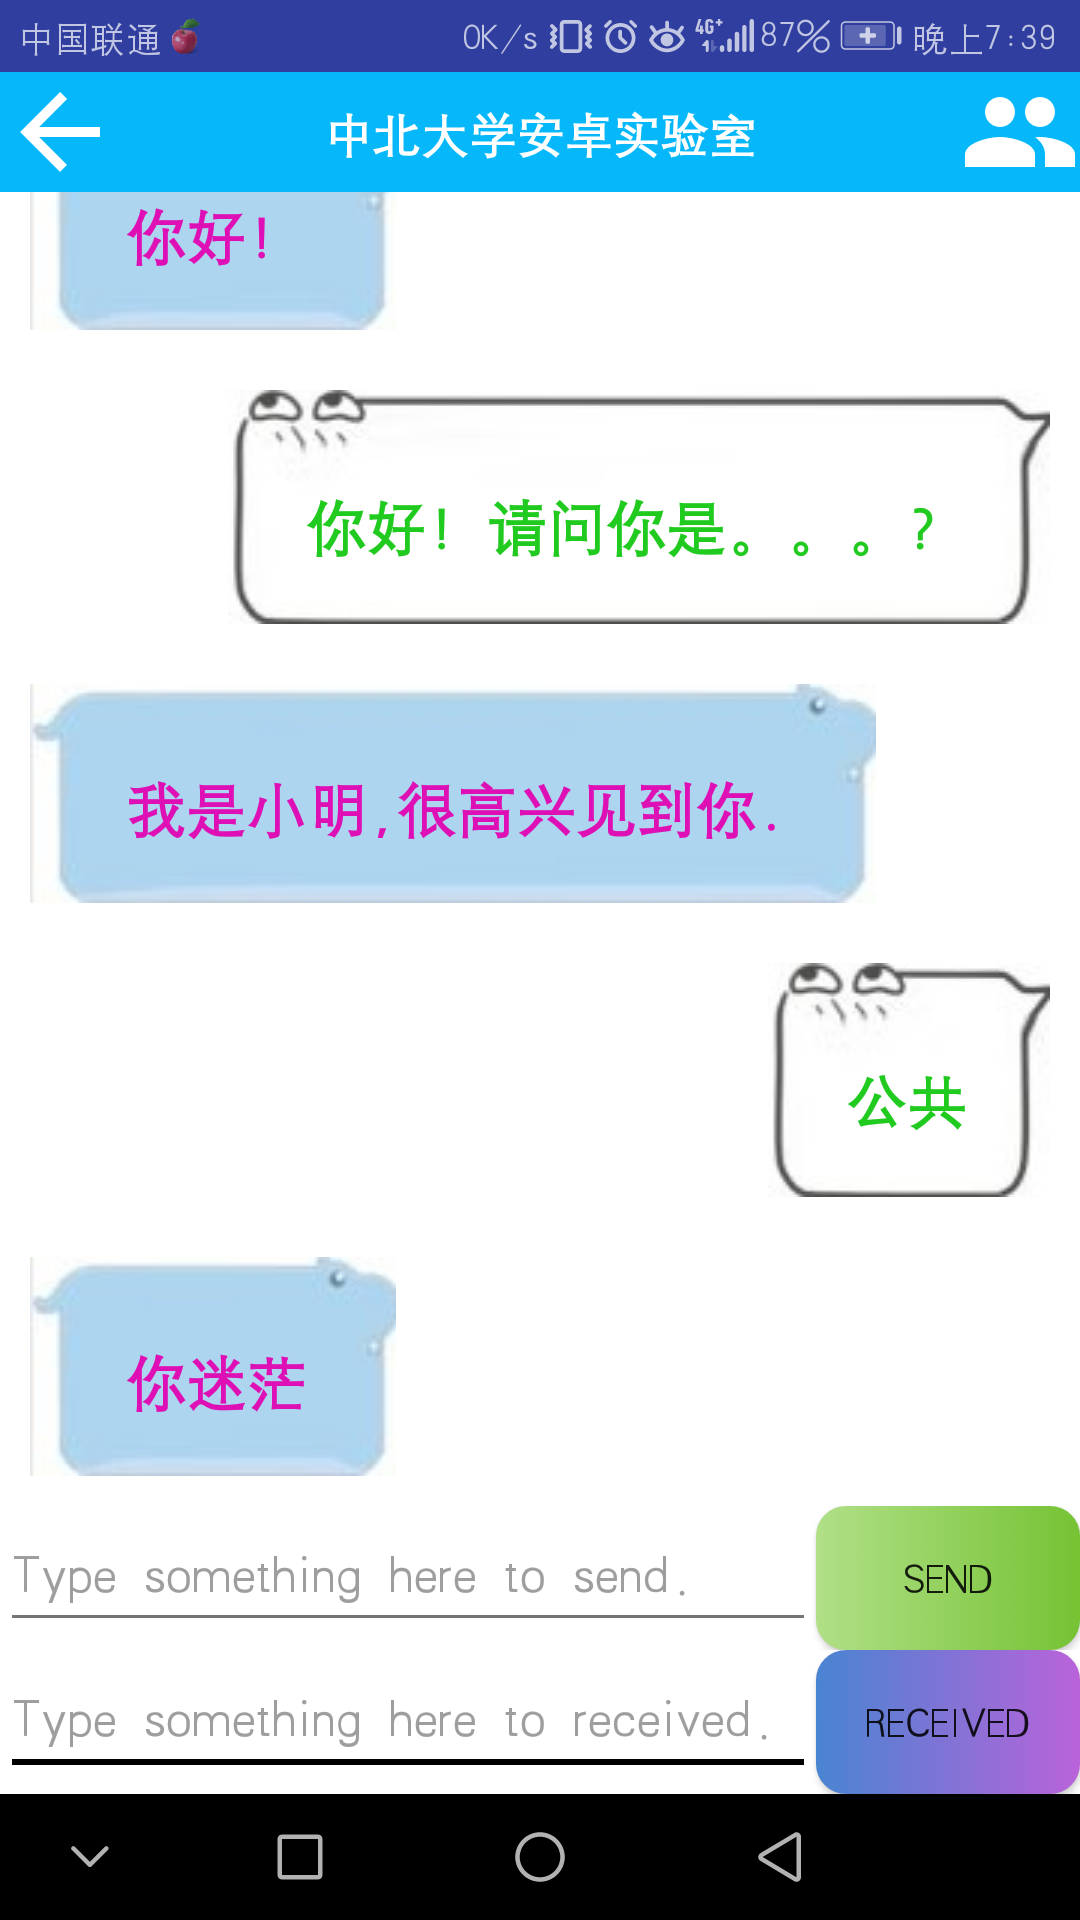 中国联通 0K/s 4G+ 87% 晚上7:39
中北大学安卓实验室
你好!
你好! 请问你是。。。?
我是小明,很高兴见到你.
公共
你迷茫
Type something here to send.
SEND
Type something here to received.
RECEIVED